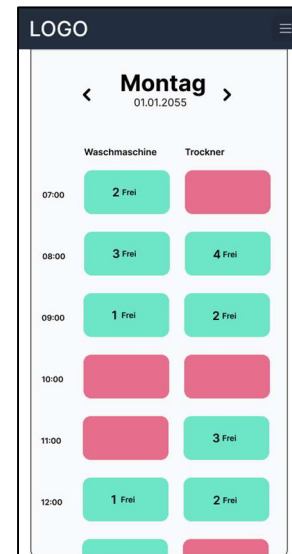 LOGO
Montag
01.01.2055
Waschmaschine Trockner
07:00 2 Frei
08:00 3 Frei 4 Frei
09:00 1 Frei 2 Frei
10:00
11:00 3 Frei
12:00 1 Frei 2 Frei